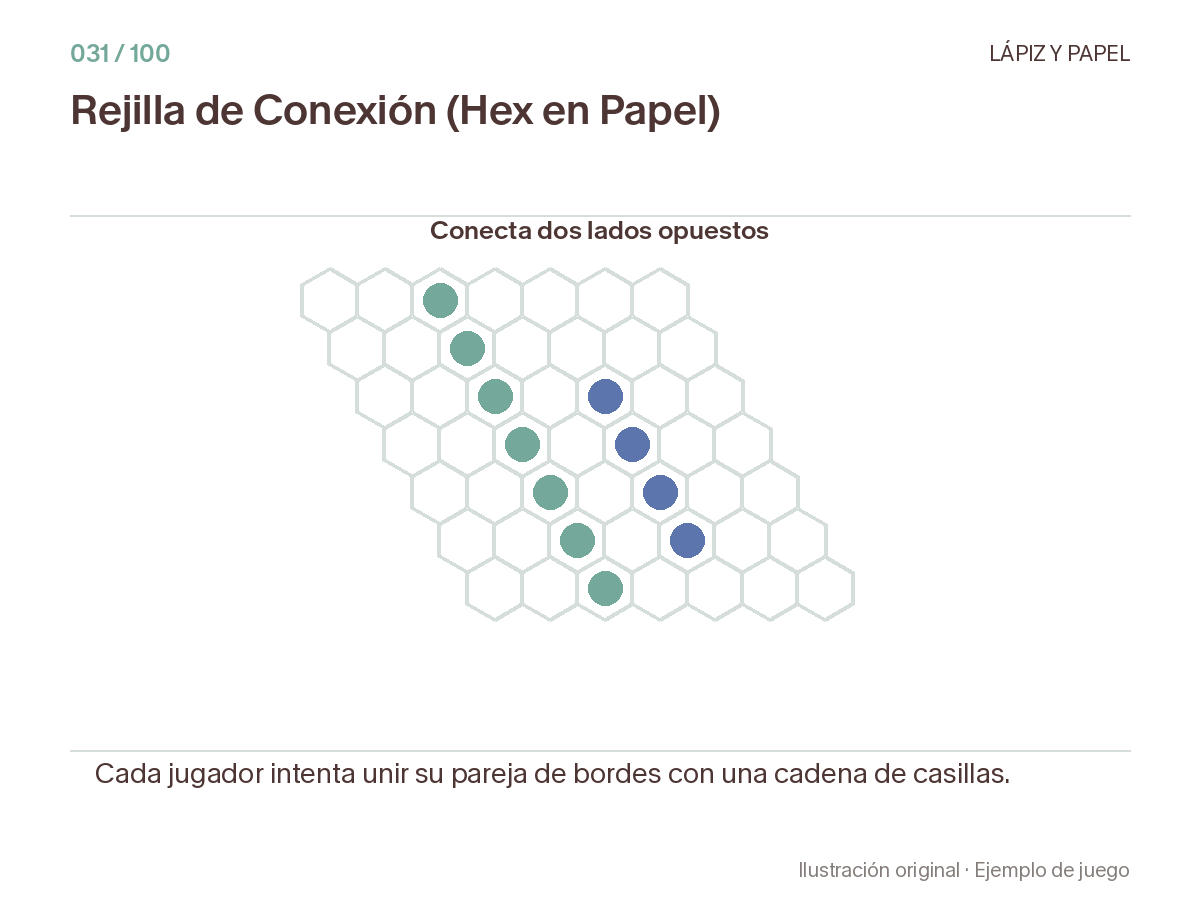 031 / 100
LÁPIZ Y PAPEL
Rejilla de Conexión (Hex en Papel)
Conecta dos lados opuestos
Cada jugador intenta unir su pareja de bordes con una cadena de casillas.
Ilustración original · Ejemplo de juego